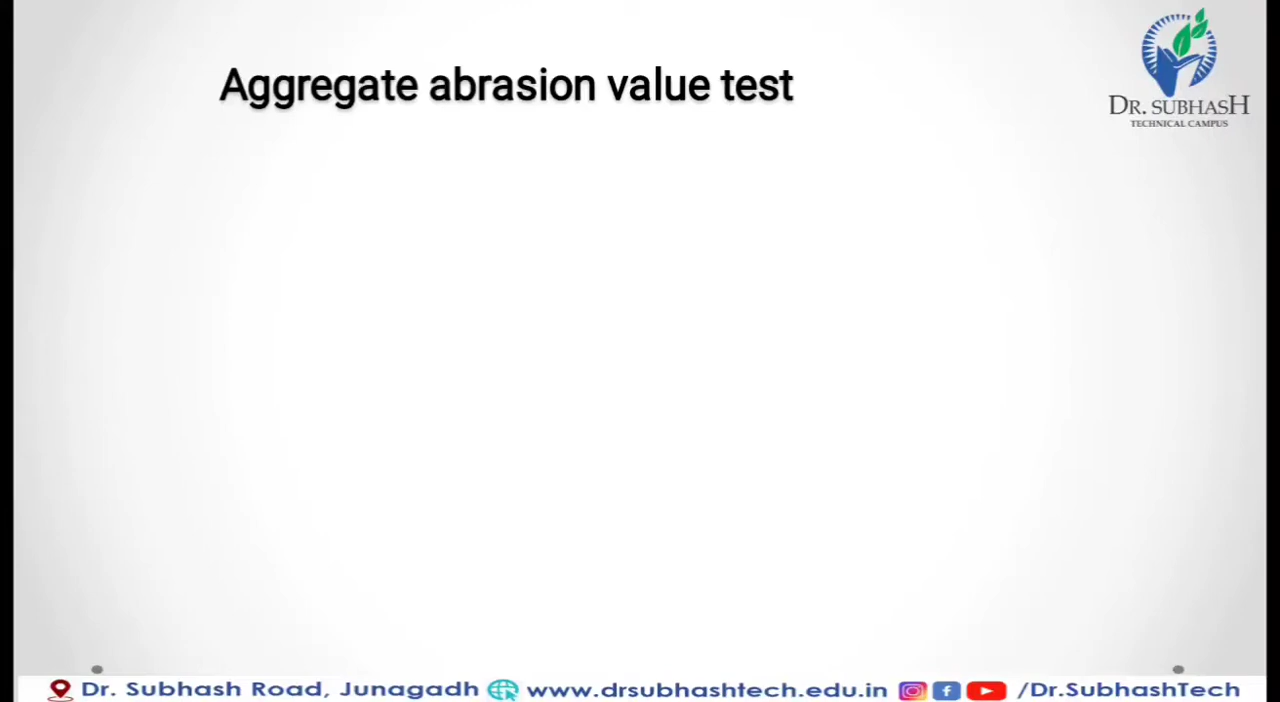 Aggregate abrasion value test
DR. SUBHASH
TECHNICAL CAMPUS
Dr. Subhash Road, Junagadh www.drsubhashtech.edu.in /Dr.SubhashTech